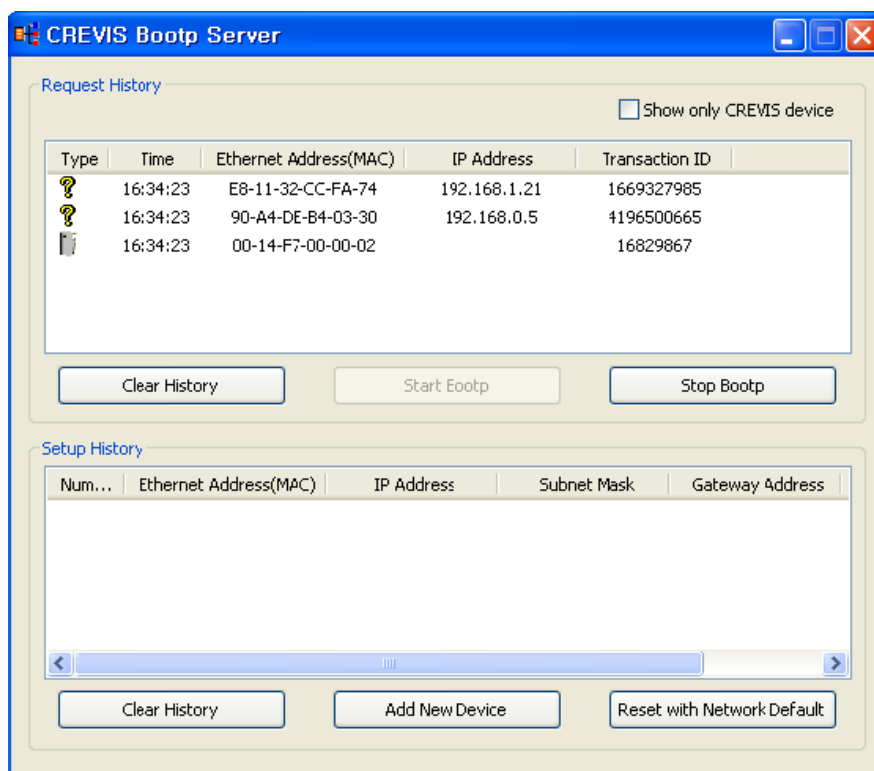 CREVIS Bootp Server
Request History
Show only CREVIS device
Type Time Ethernet Address(MAC) IP Address Transaction ID
16:34:23 E8-11-32-CC-FA-74 192.168.1.21 1669327985
16:34:23 90-A4-DE-B4-03-30 192.168.0.5 4196500665
16:34:23 00-14-F7-00-00-02 16829867
Clear History Start Eootp Stop Bootp
Setup History
Num... Ethernet Address(MAC) IP Address Subnet Mask Gateway Address
Clear History Add New Device Reset with Network Default